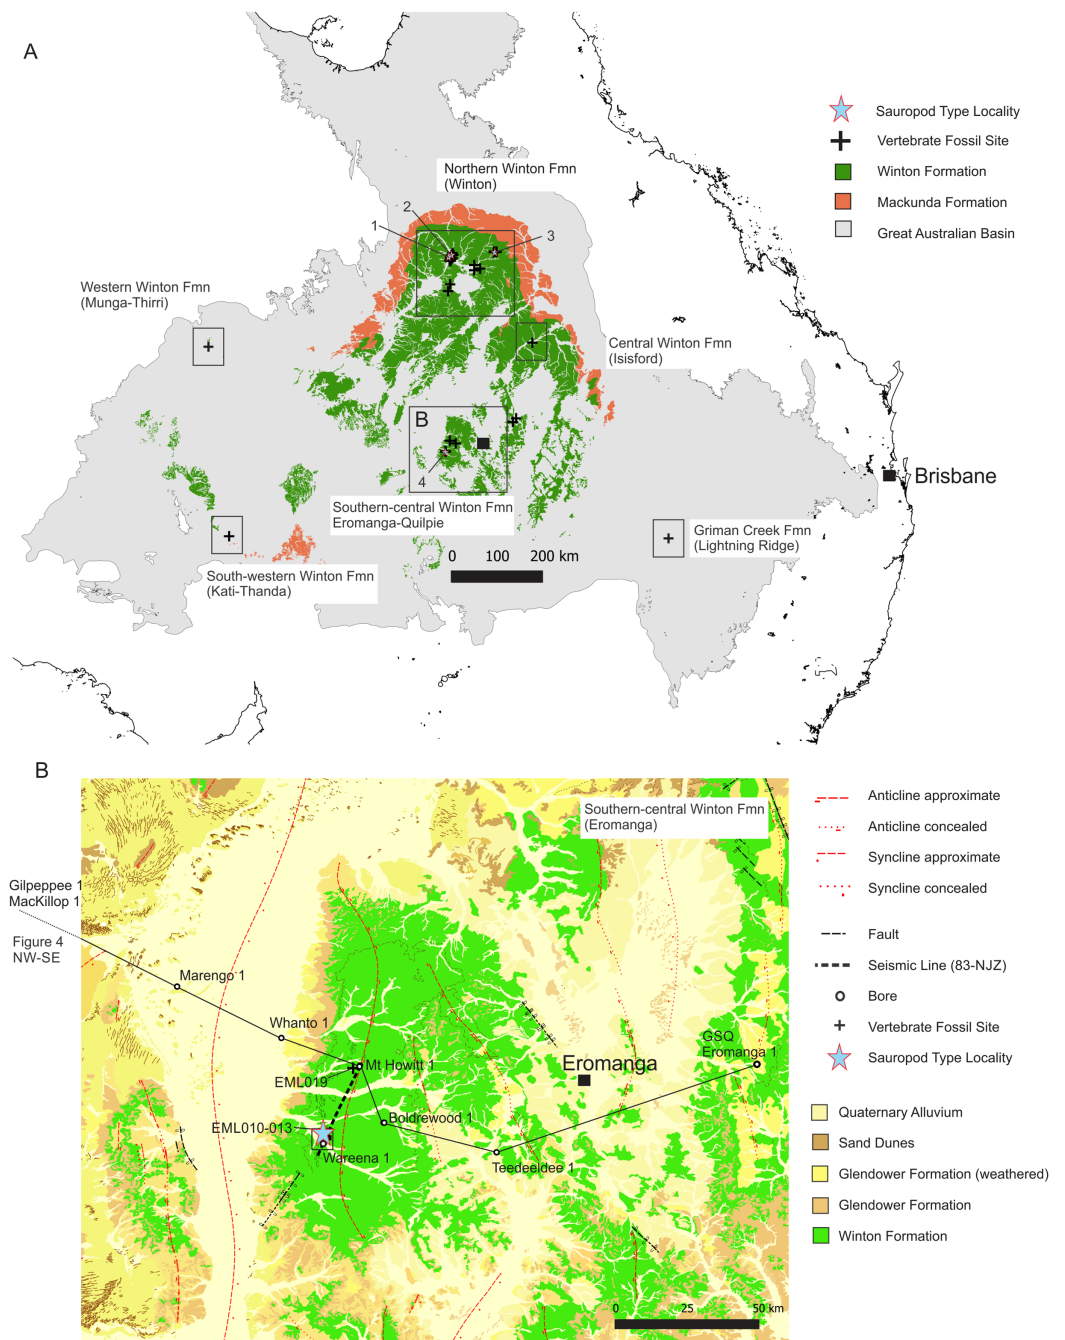 A
Sauropod Type Locality
Vertebrate Fossil Site
Winton Formation
Mackunda Formation
Great Australian Basin
Northern Winton Fmn
(Winton)
2
1
3
Western Winton Fmn
(Munga-Thirri)
Central Winton Fmn
(Isisford)
B
4
Brisbane
Southern-central Winton Fmn
Eromanga-Quilpie
Griman Creek Fmn
(Lightning Ridge)
0 100 200 km
South-western Winton Fmn
(Kati-Thanda)
B
Southern-central Winton Fmn
(Eromanga)
Anticline approximate
Anticline concealed
Syncline approximate
Syncline concealed
Gilpeppee 1
MacKillop 1
Figure 4
NW-SE
Fault
Seismic Line (83-NJZ)
Bore
Vertebrate Fossil Site
Sauropod Type Locality
Marengo 1
Whanto 1
GSQ
Eromanga 1
Mt Howitt 1
Eromanga
EML019
Boldrewood 1
EML010-013
Wareena 1
Teedeeldee 1
Quaternary Alluvium
Sand Dunes
Glendower Formation (weathered)
Glendower Formation
Winton Formation
0 25 50 km